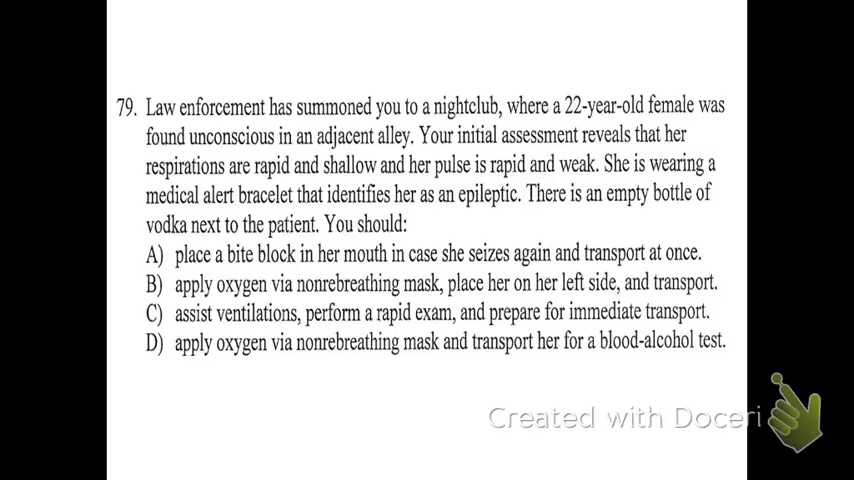 79. Law enforcement has summoned you to a nightclub, where a 22-year-old female was
found unconscious in an adjacent alley. Your initial assessment reveals that her
respirations are rapid and shallow and her pulse is rapid and weak. She is wearing a
medical alert bracelet that identifies her as an epileptic. There is an empty bottle of
vodka next to the patient. You should:
A) place a bite block in her mouth in case she seizes again and transport at once.
B) apply oxygen via nonrebreathing mask, place her on her left side, and transport.
C) assist ventilations, perform a rapid exam, and prepare for immediate transport.
D) apply oxygen via nonrebreathing mask and transport her for a blood-alcohol test.
Created with Doceri